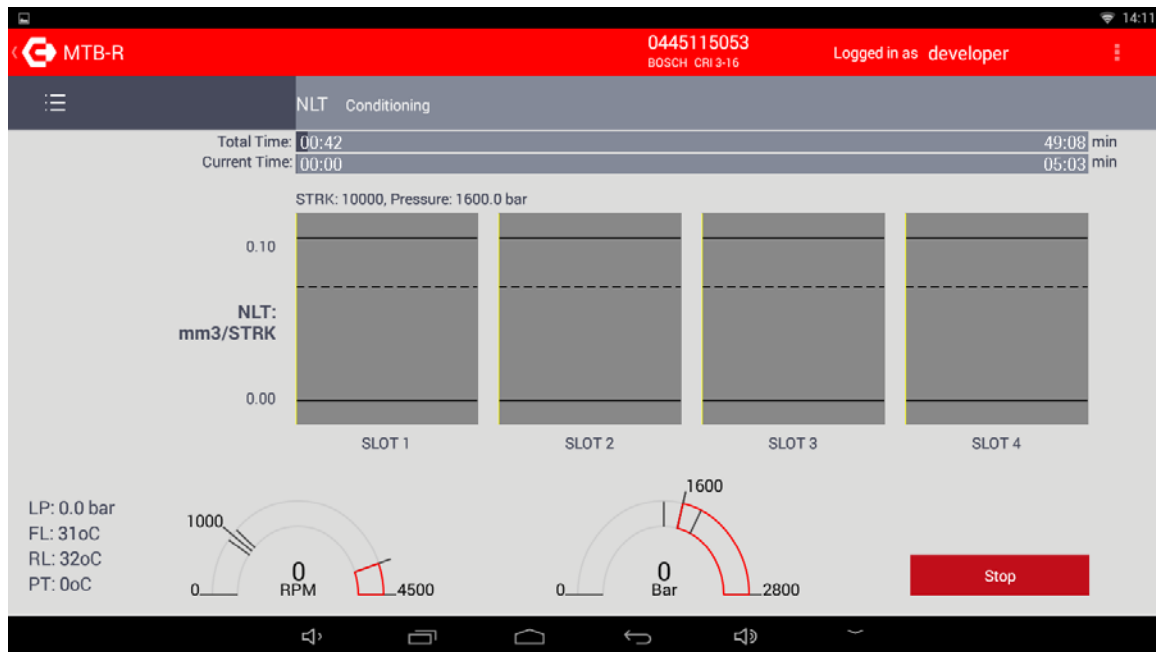 14:11
MTB-R
0445115053
BOSCH CRI 3-16
Logged in as developer
NLT Conditioning
Total Time: 00:42 49:08 min
Current Time: 00:00 05:03 min
STRK: 10000, Pressure: 1600.0 bar
0.10
NLT:
mm3/STRK
0.00
SLOT 1 SLOT 2 SLOT 3 SLOT 4
LP: 0.0 bar
FL: 31oC
RL: 32oC
PT: 0oC
1000
0
0
RPM
4500
1600
0
0
Bar
2800
Stop